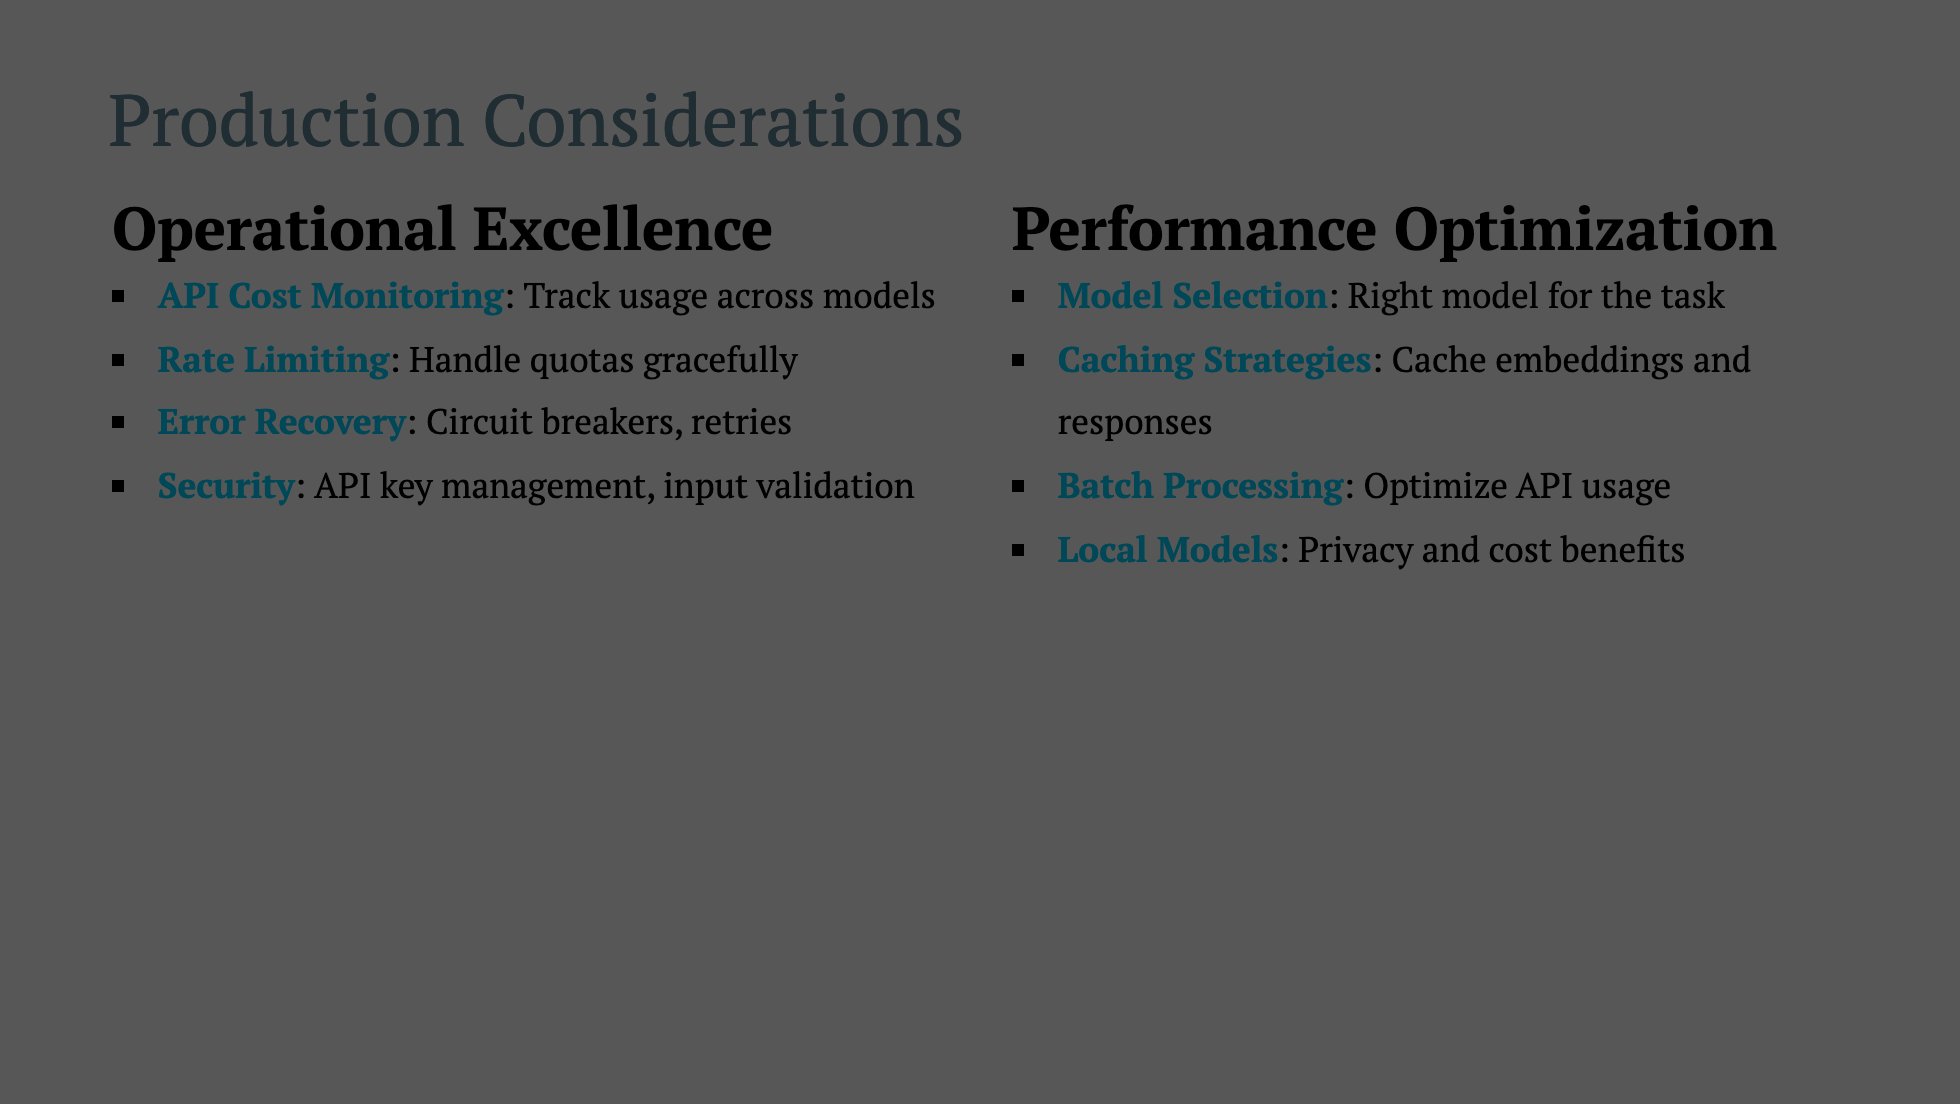 Production Considerations
Operational Excellence
▪ API Cost Monitoring: Track usage across models
▪ Rate Limiting: Handle quotas gracefully
▪ Error Recovery: Circuit breakers, retries
▪ Security: API key management, input validation
Performance Optimization
▪ Model Selection: Right model for the task
▪ Caching Strategies: Cache embeddings and
responses
▪ Batch Processing: Optimize API usage
▪ Local Models: Privacy and cost benefits